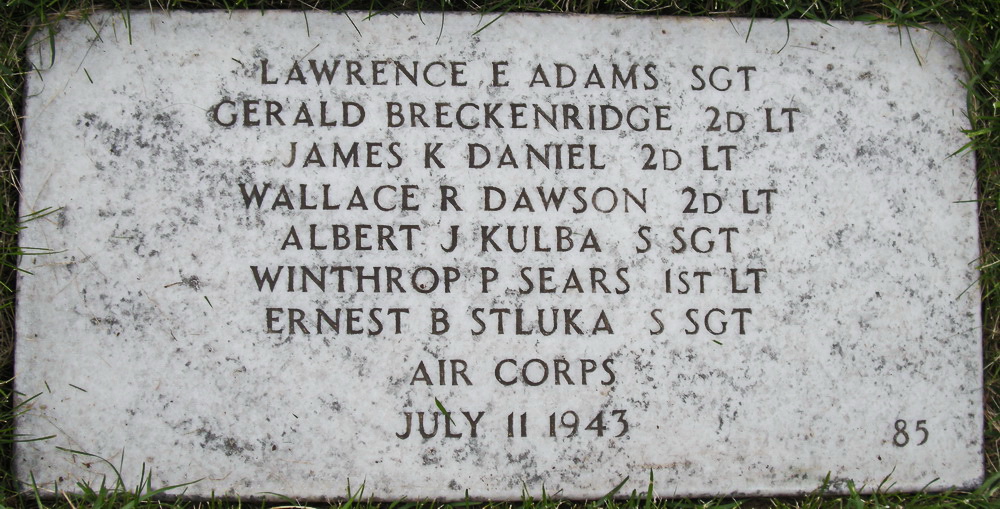 LAWRENCE E ADAMS SGT
GERALD BRECKENRIDGE 2D LT
JAMES K DANIEL 2D LT
WALLACE R DAWSON 2D LT
ALBERT J KULBA S SGT
WINTHROP P SEARS 1ST LT
ERNEST B STLUKA S SGT
AIR CORPS
JULY 11 1943
85